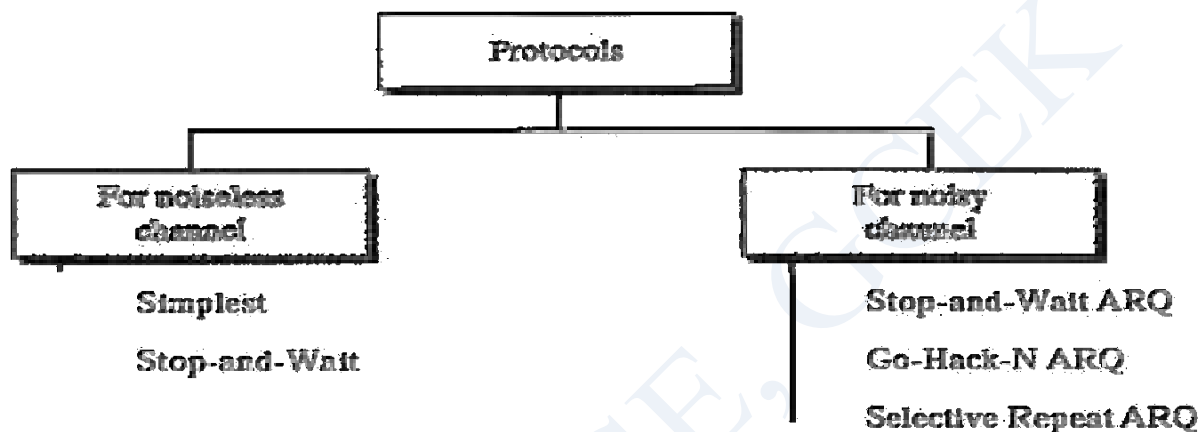 Protocols
For noiseless
channel
For noisy
channel
Simplest
Stop-and-Wait
Stop-and-Wait ARQ
Go-Hack-N ARQ
Selective Repeat ARQ
GCEK